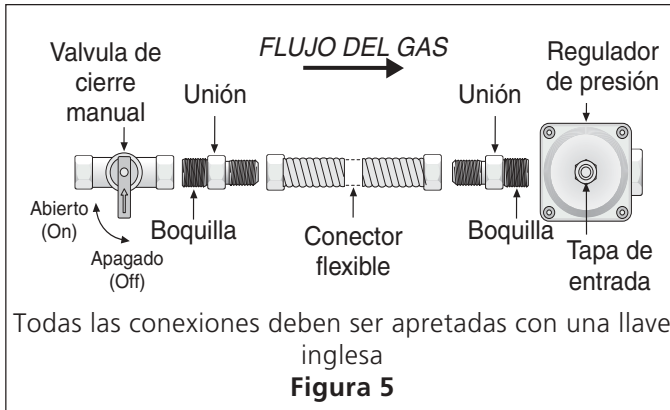 FLUJO DEL GAS
Valvula de
cierre
manual
Unión
Unión
Regulador
de presión
Abierto
(On)
Apagado
(Off)
Boquilla
Conector
flexible
Boquilla
Tapa de
entrada
Todas las conexiones deben ser apretadas con una llave
inglesa
Figura 5